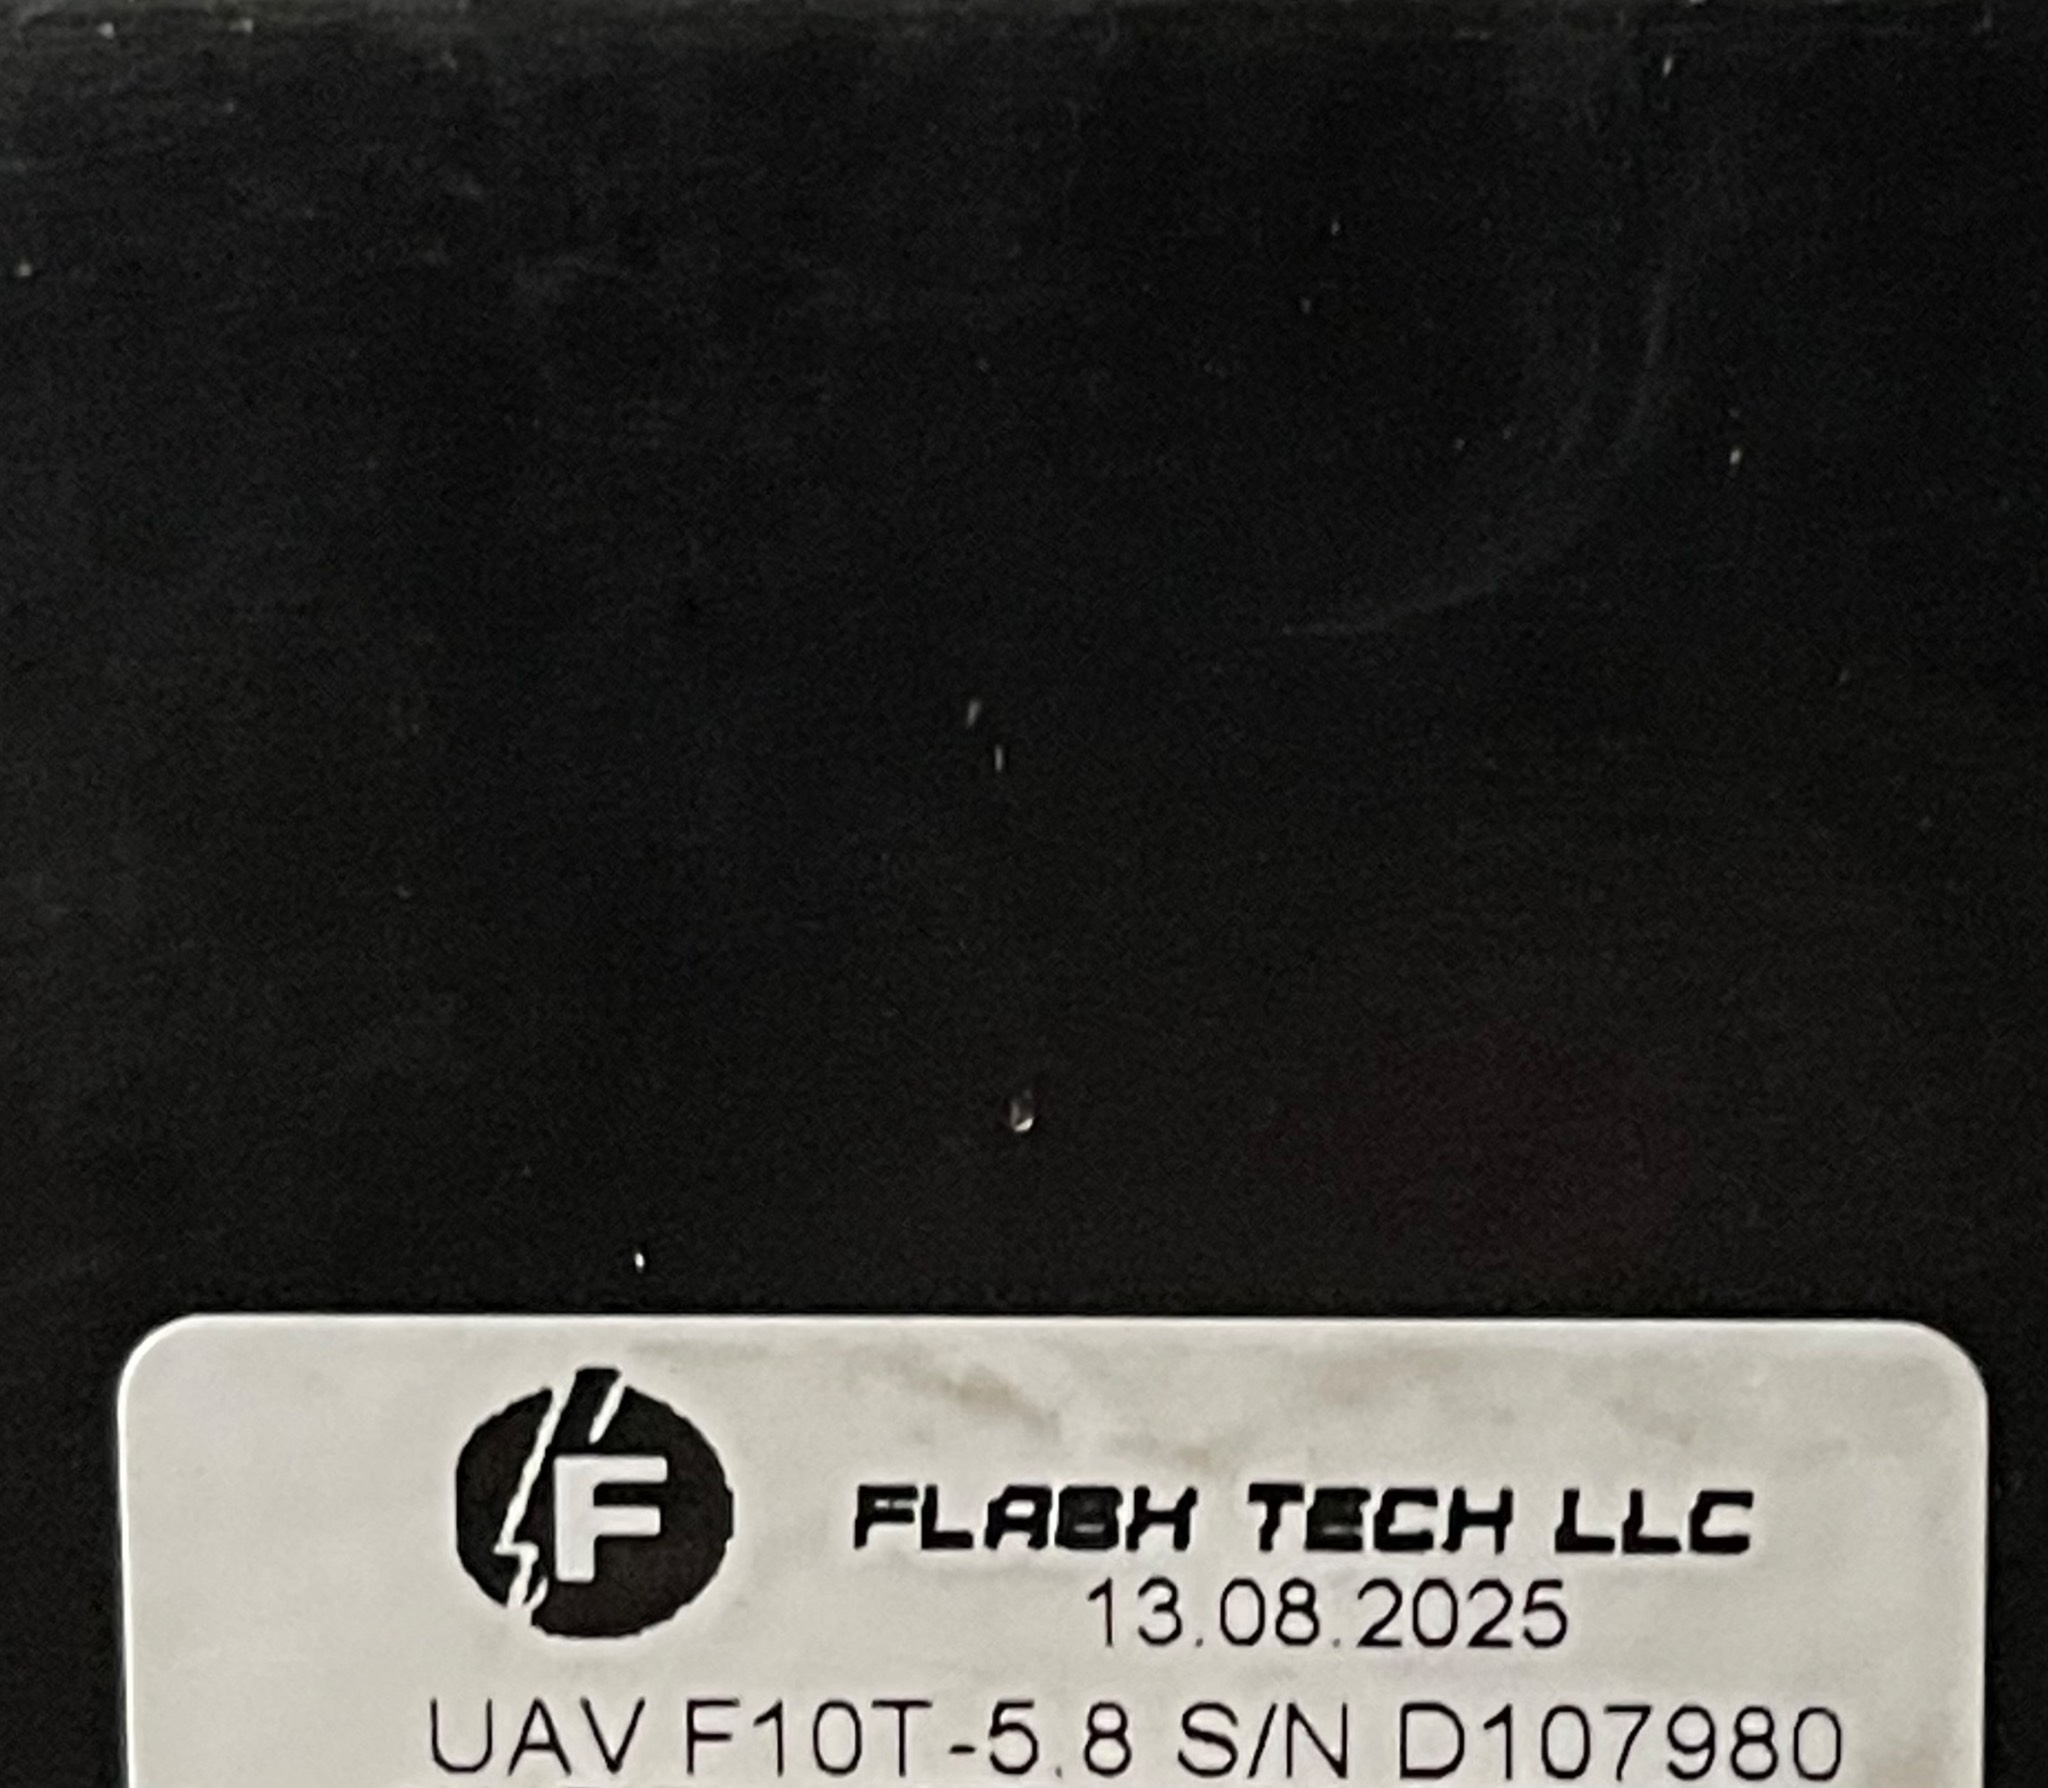 F
FLASH TECH LLC
13.08.2025
UAV F10T-5.8 S/N D107980